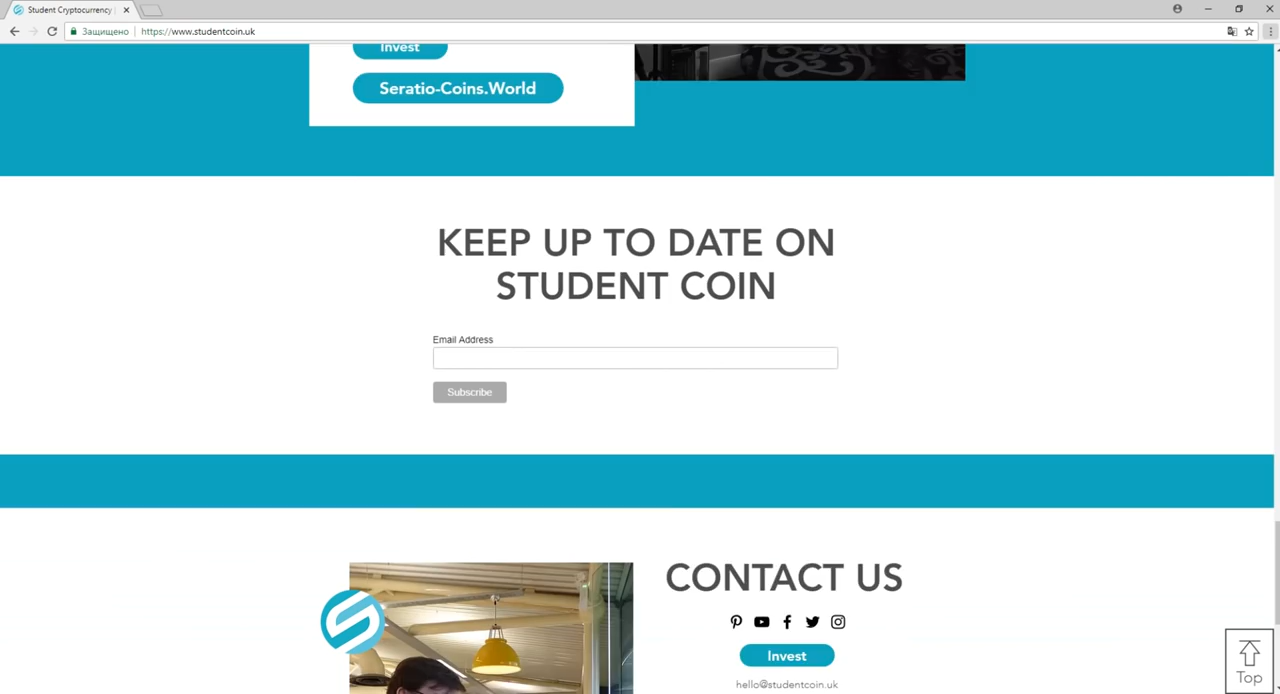 Student Cryptocurrency
Защищено
https://www.studentcoin.uk
Invest
Seratio-Coins.World
KEEP UP TO DATE ON
STUDENT COIN
Email Address
Subscribe
CONTACT US
Invest
hello@studentcoin.uk
Top